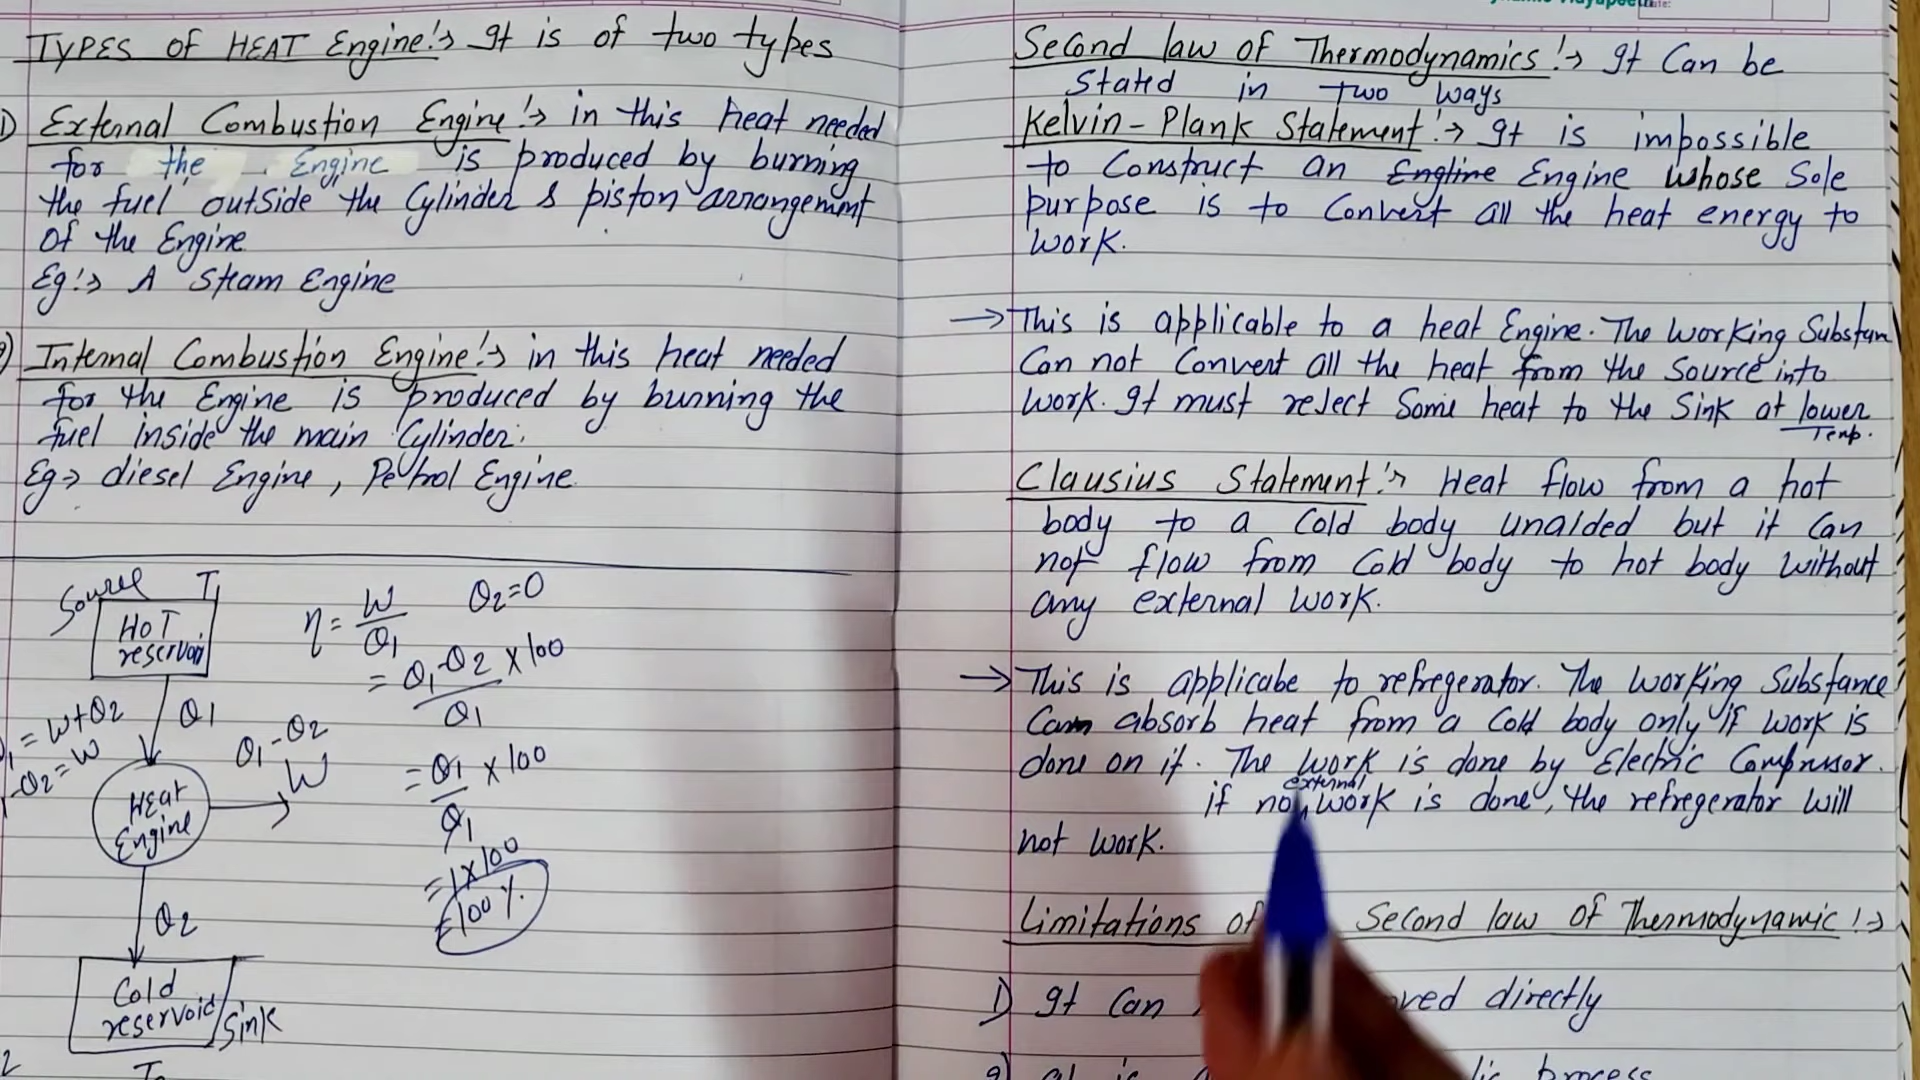 TYPES OF HEAT Engine:→ It is of two types
1) External Combustion Engine:→ in this heat needed
for the Engine is produced by burning
the fuel outside the Cylinder & piston arrangement
Of the Engine
Eg:→ A Steam Engine
Internal Combustion Engine:→ in this heat needed
for the Engine is produced by burning the
fuel inside the main Cylinder.
Eg→ diesel Engine, Petrol Engine
Source T1
HOT
reservoir
Q1
= W+Q2
-Q2=W
Q1-Q2
W
HEat
Engine
Q2
Cold
reservoid
Sink
η = W/Q1 Q2=0
= Q1-Q2/Q1 ×100
= Q1/Q1 ×100
= 1×100
= 100%
Second law of Thermodynamics:→ It Can be
Stated in two ways
Kelvin-Plank Statement:→ It is impossible
to Construct an Engtine Engine whose Sole
purpose is to Convert all the heat energy to
work.
→ This is applicable to a heat Engine. The Working Substan
Can not Convert all the heat from the Source into
work. It must reject Some heat to the Sink at lower
Temp.
Clausius Statement:→ Heat flow from a hot
body to a Cold body unaided but it Can
not flow from Cold body to hot body without
any external work.
→ This is applicabe to refregerator. The Working Substance
Cam absorb heat from a Cold body only if work is
done on it. The work is done by Electric Compressor.
external
if no work is done, the refregerator will
not work.
Limitations of Second law Of Thermodynamic:→
1) It Can oved directly
process